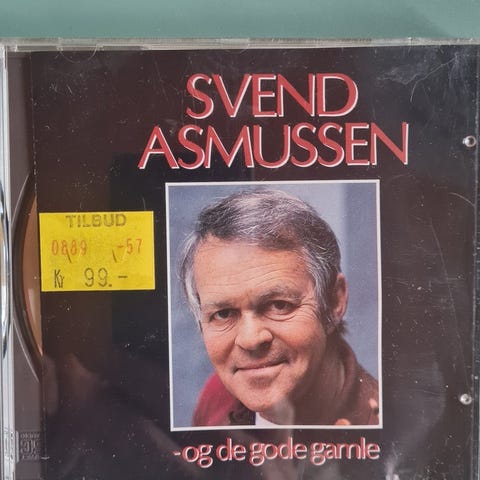 SVEND
ASMUSSEN
TILBUD
0889 -57
Kr 99.-
-og de gode gamle